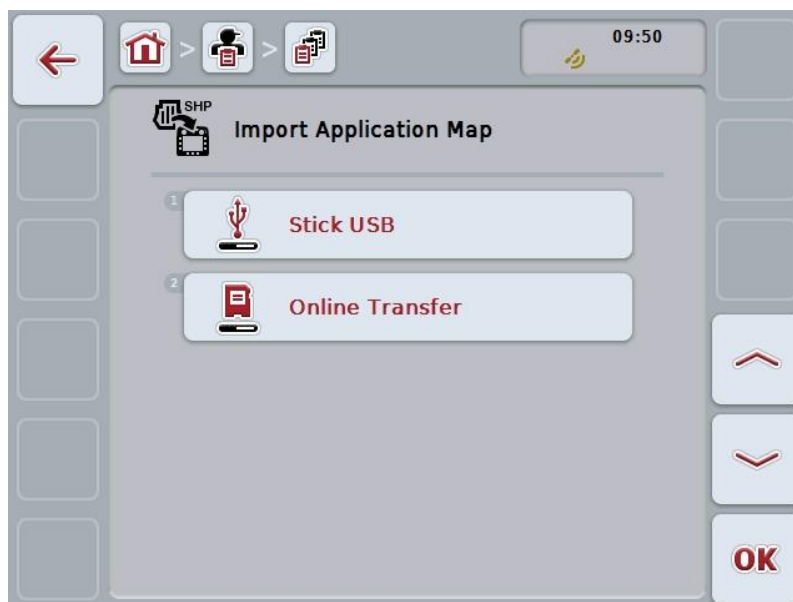 09:50
SHP
Import Application Map
1
Stick USB
2
Online Transfer
OK